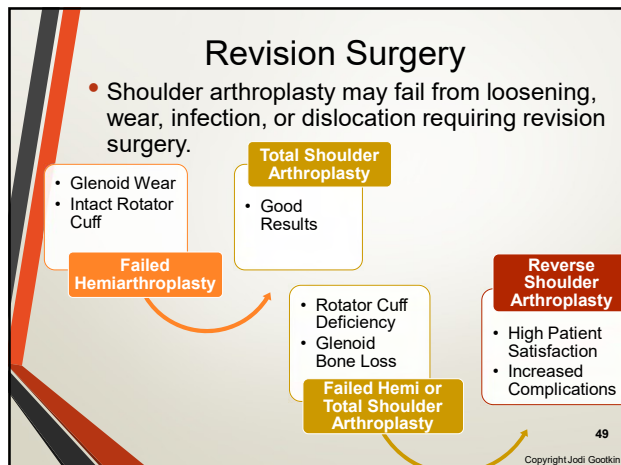 Revision Surgery
• Shoulder arthroplasty may fail from loosening,
wear, infection, or dislocation requiring revision
surgery.
• Glenoid Wear
• Intact Rotator
Cuff
Failed
Hemiarthroplasty
Total Shoulder
Arthroplasty
• Good
Results
• Rotator Cuff
Deficiency
• Glenoid
Bone Loss
Failed Hemi or
Total Shoulder
Arthroplasty
Reverse
Shoulder
Arthroplasty
• High Patient
Satisfaction
• Increased
Complications
49
Copyright Jodi Gootkin